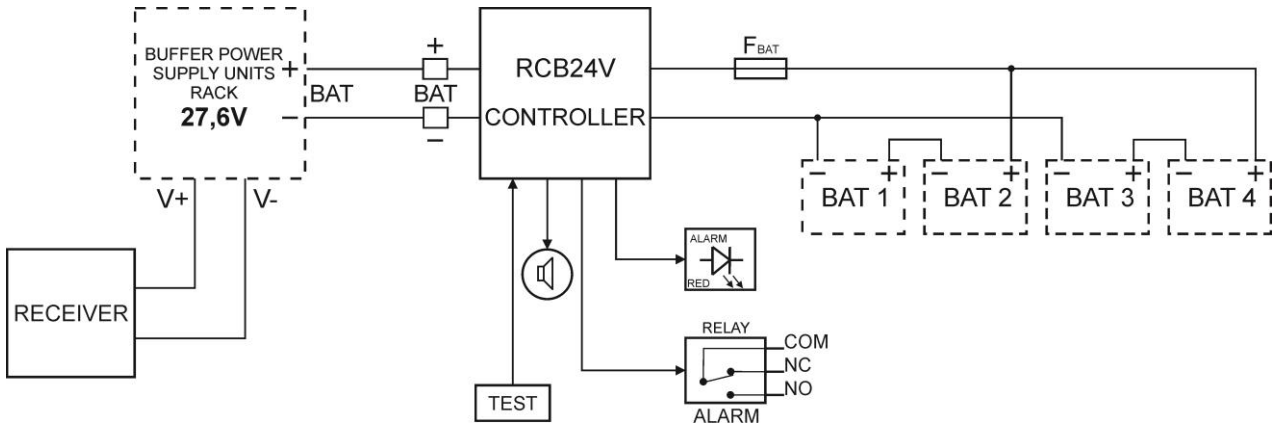 BUFFER POWER
SUPPLY UNITS
RACK
27,6V
+
−
BAT
+
BAT
−
RCB24V
CONTROLLER
FBAT
− +
BAT 1
− +
BAT 2
− +
BAT 3
− +
BAT 4
V+
V-
RECEIVER
ALARM
RED
RELAY
COM
NC
NO
ALARM
TEST